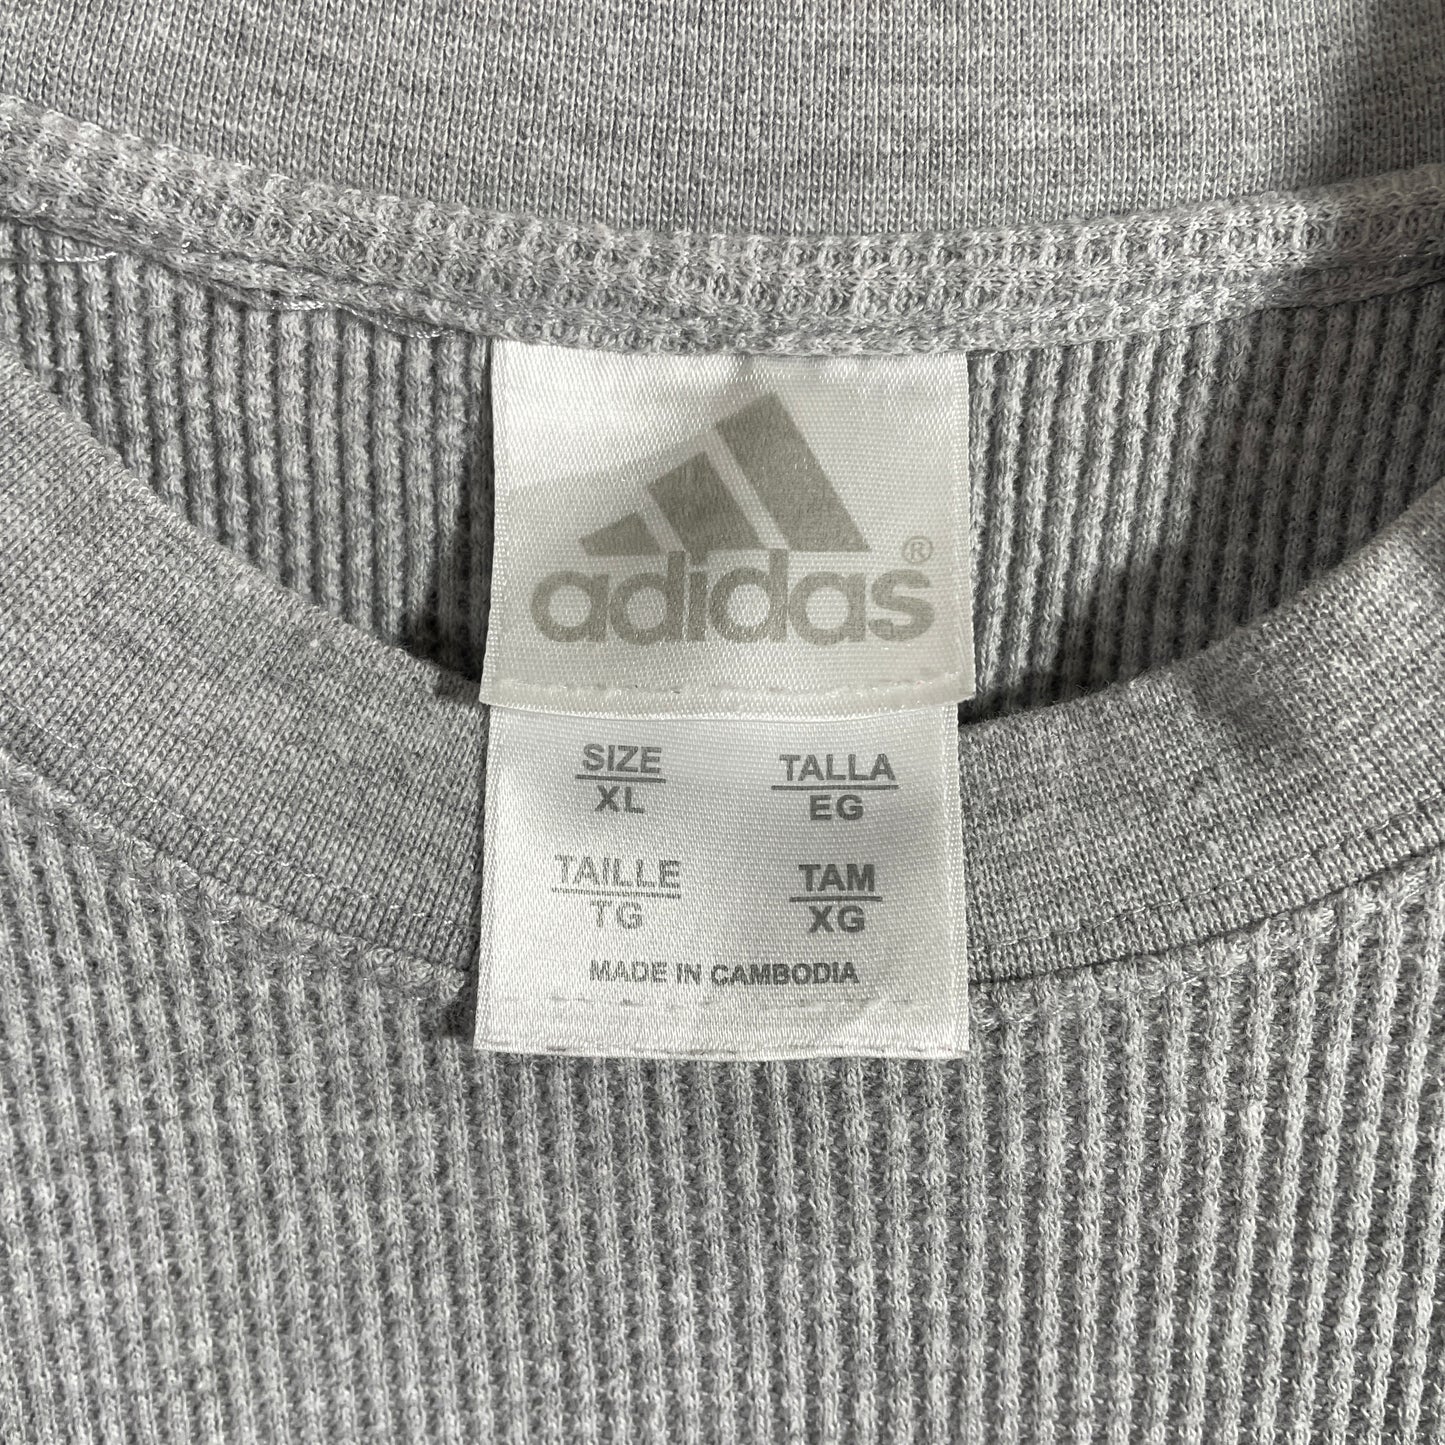 adidas®
SIZE TALLA
XL EG
TAILLE TAM
TG XG
MADE IN CAMBODIA